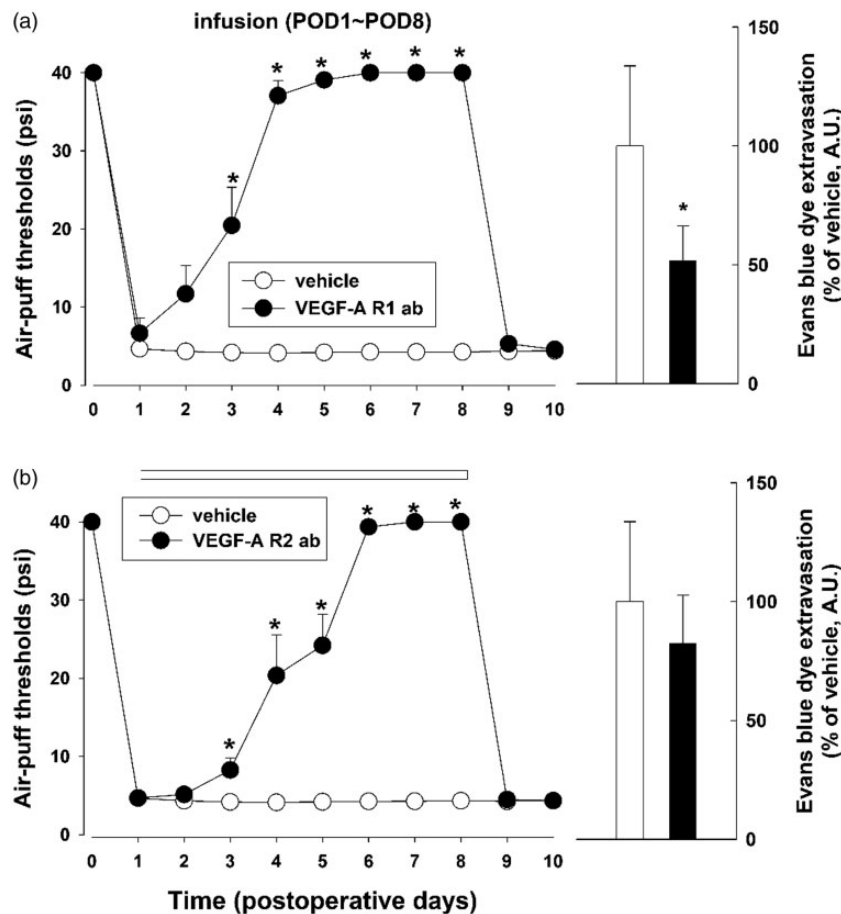 (a)
infusion (POD1~POD8)
* * * * * *
40
30
20
10
0
Air-puff thresholds (psi)
vehicle
VEGF-A R1 ab
0 1 2 3 4 5 6 7 8 9 10
*
150
100
50
0
Evans blue dye extravasation
(% of vehicle, A.U.)
(b)
* * * * * *
40
30
20
10
0
Air-puff thresholds (psi)
vehicle
VEGF-A R2 ab
0 1 2 3 4 5 6 7 8 9 10
Time (postoperative days)
150
100
50
0
Evans blue dye extravasation
(% of vehicle, A.U.)